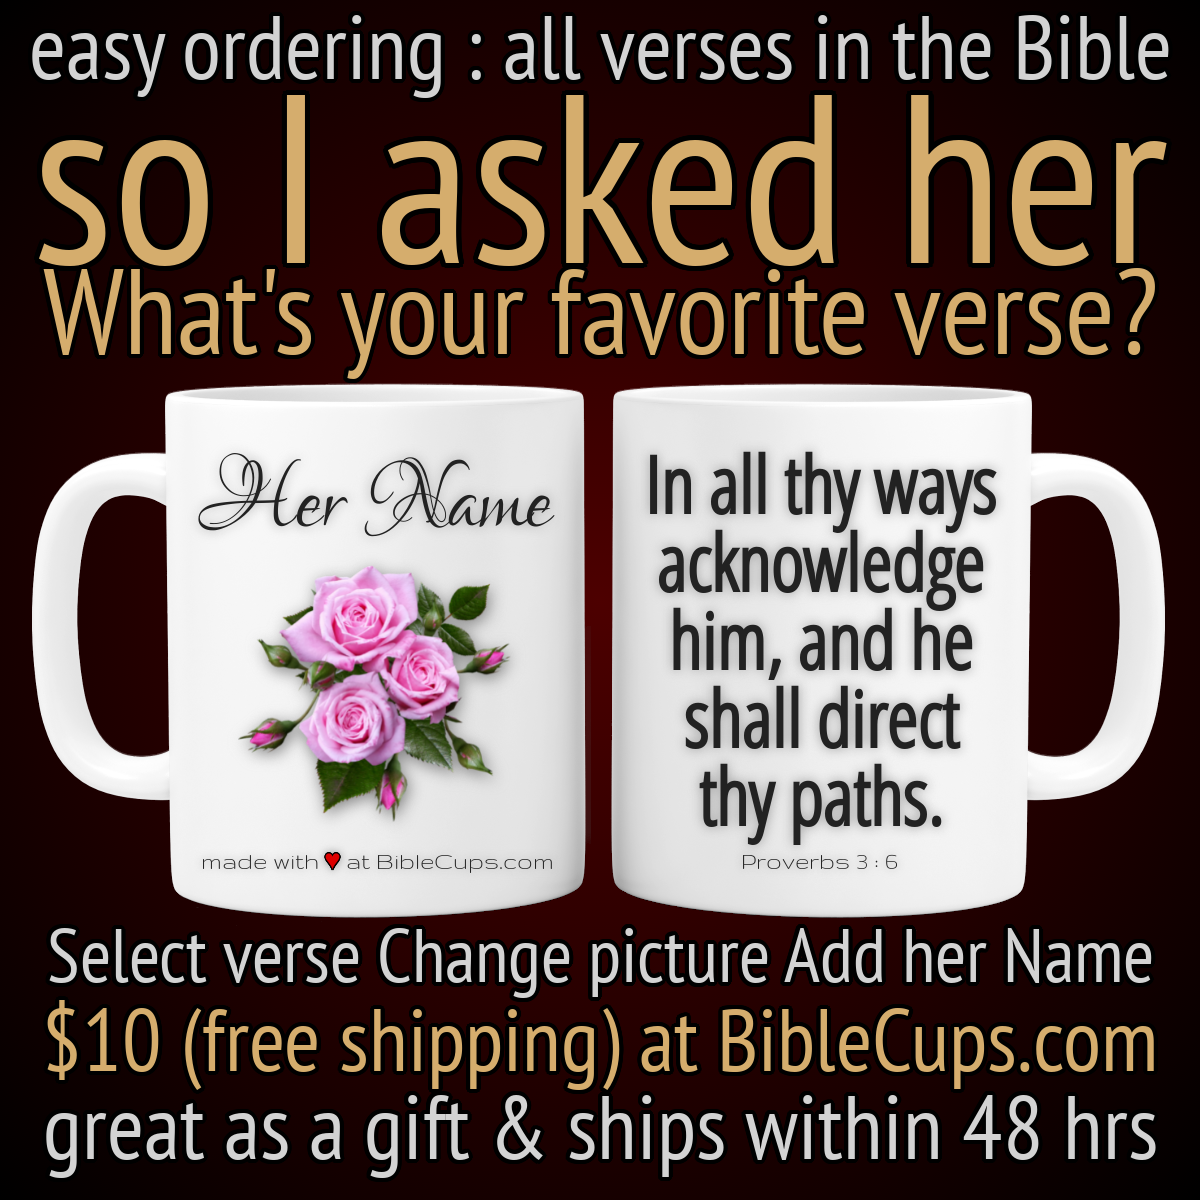 easy ordering : all verses in the Bible
so I asked her
What's your favorite verse?
Her Name
made with ❤ at BibleCups.com
In all thy ways
acknowledge
him, and he
shall direct
thy paths.
Proverbs 3 : 6
Select verse Change picture Add her Name
$10 (free shipping) at BibleCups.com
great as a gift & ships within 48 hrs